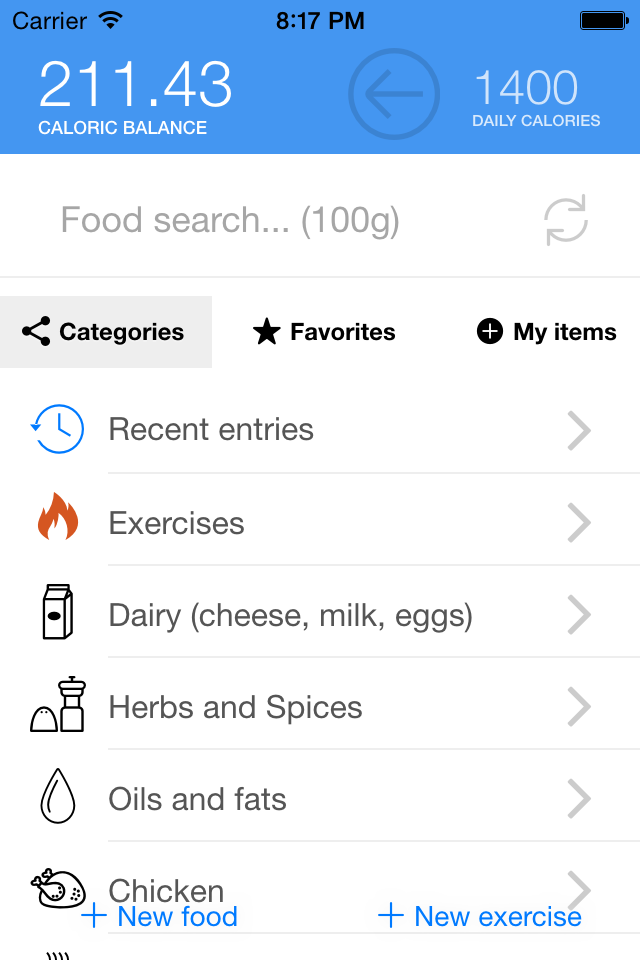 Carrier 8:17 PM
211.43 1400
CALORIC BALANCE DAILY CALORIES
Food search... (100g)
Categories Favorites My items
Recent entries
Exercises
Dairy (cheese, milk, eggs)
Herbs and Spices
Oils and fats
Chicken
New food New exercise